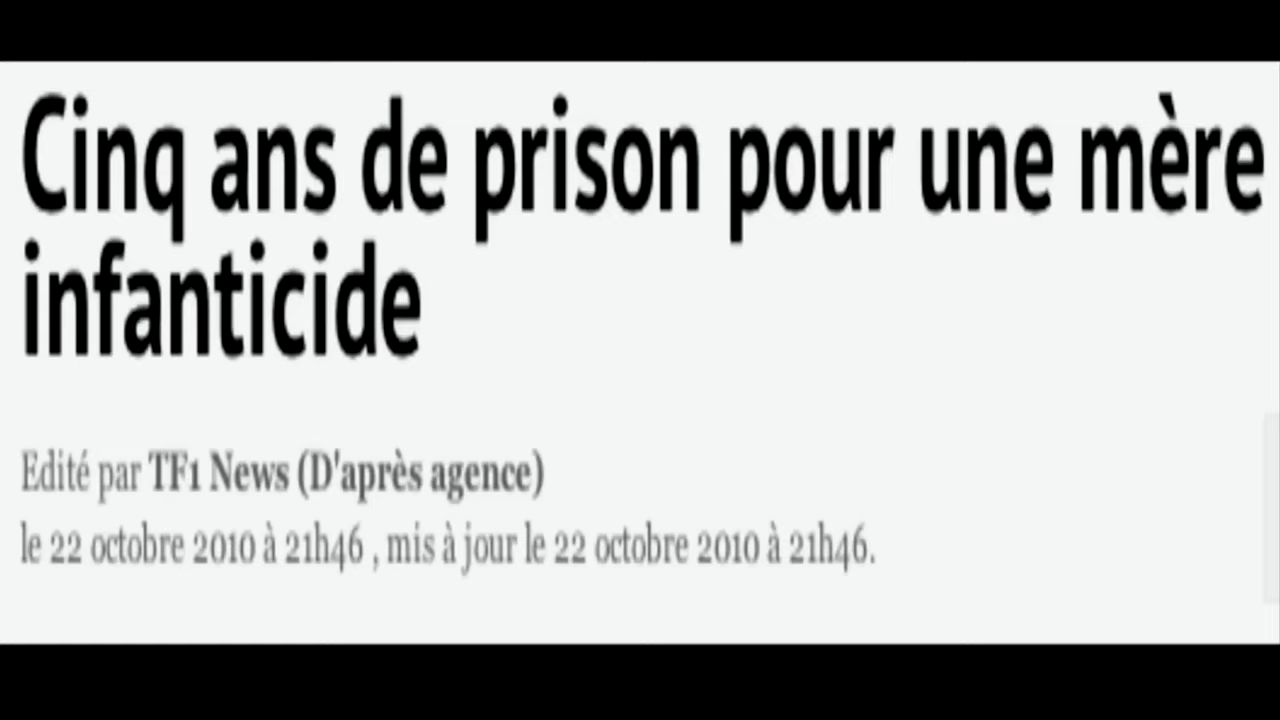 Cinq ans de prison pour une mère
infanticide
Edité par TF1 News (D'après agence)
le 22 octobre 2010 à 21h46 , mis à jour le 22 octobre 2010 à 21h46.